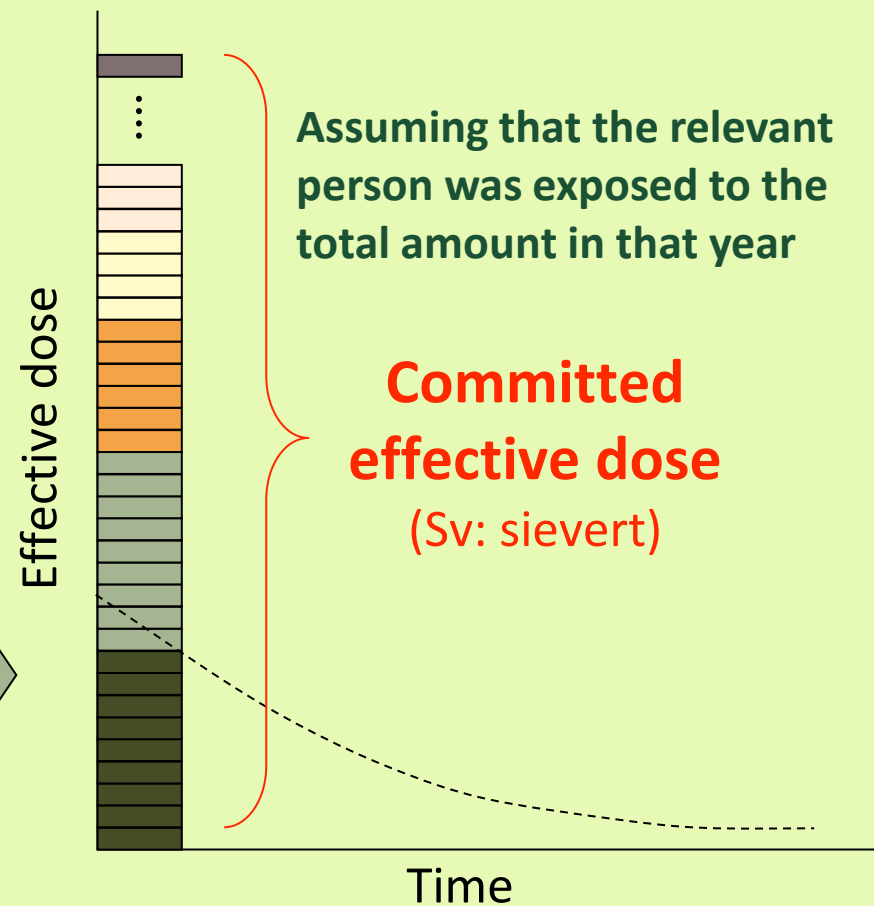 Assuming that the relevant
person was exposed to the
total amount in that year
Effective dose
Committed
effective dose
(Sv: sievert)
Time